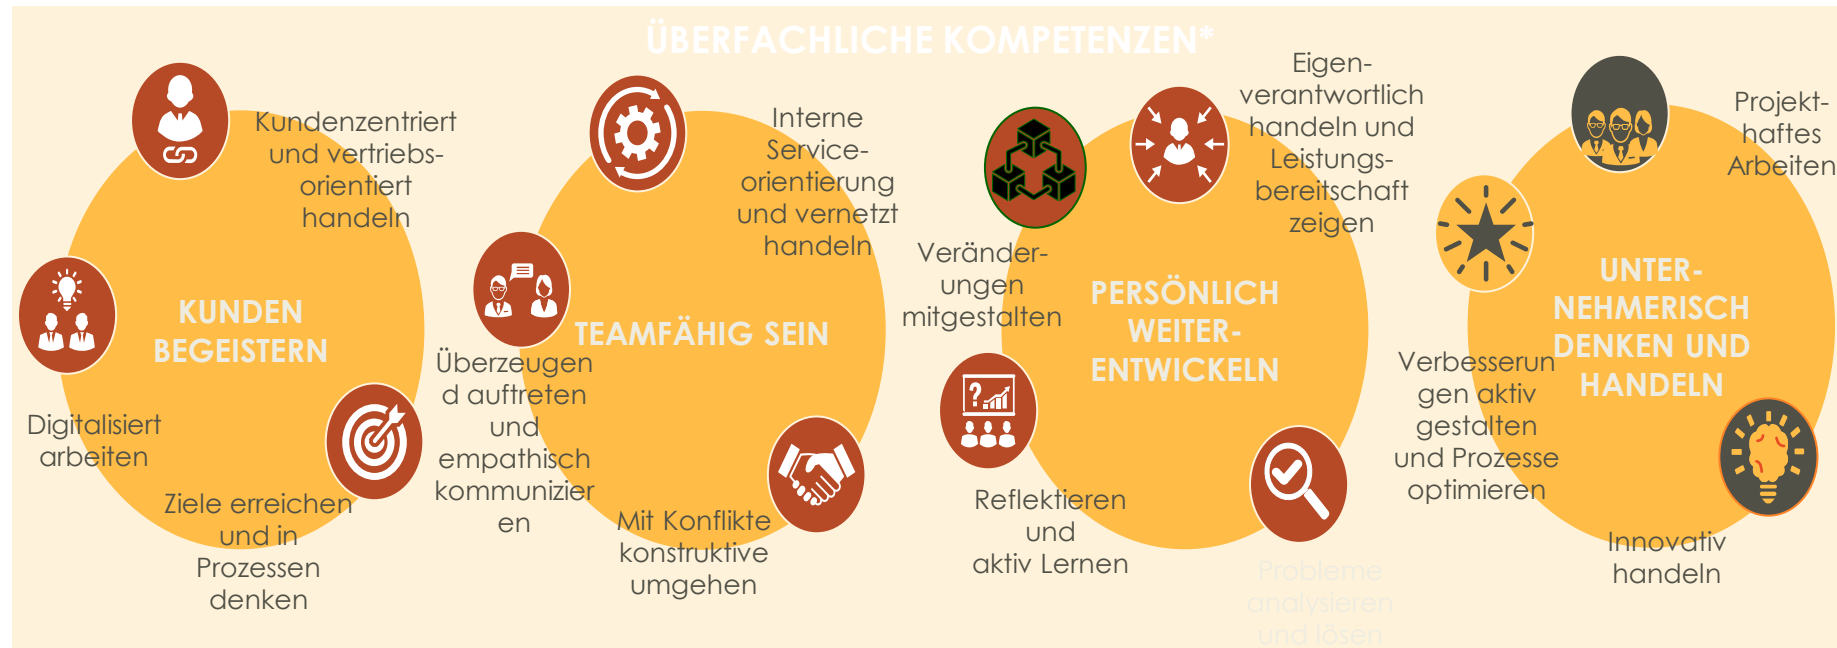 ÜBERFACHLICHE KOMPETENZEN*
Kundenzentriert
und vertriebs-
orientiert
handeln
KUNDEN
BEGEISTERN
Digitalisiert
arbeiten
Ziele erreichen
und in
Prozessen
denken
Interne
Service-
orientierung
und vernetzt
handeln
TEAMFÄHIG SEIN
Überzeugen
d auftreten
und
empathisch
kommunizier
en
Mit Konflikte
konstruktive
umgehen
Eigen-
verantwortlich
handeln und
Leistungs-
bereitschaft
zeigen
Veränder-
ungen
mitgestalten
PERSÖNLICH
WEITER-
ENTWICKELN
?
Reflektieren
und
aktiv Lernen
Probleme
analysieren
und lösen
Projekt-
haftes
Arbeiten
UNTER-
NEHMERISCH
DENKEN UND
HANDELN
Verbesserun
gen aktiv
gestalten
und Prozesse
optimieren
Innovativ
handeln